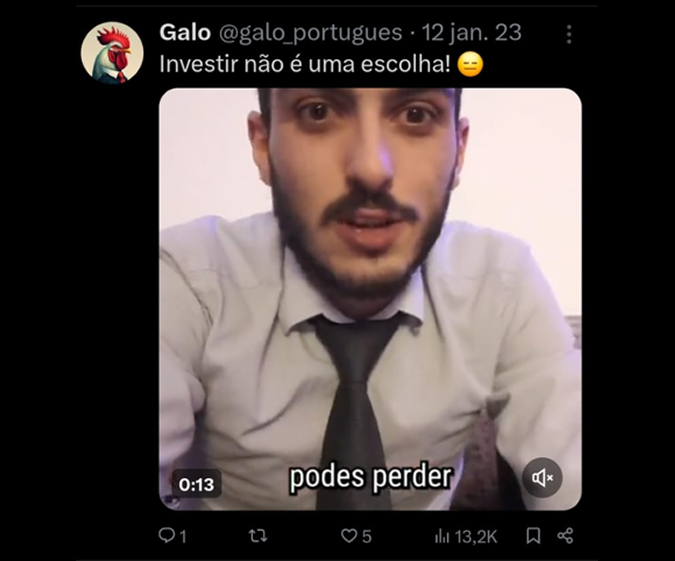 Galo @galo_portugues · 12 jan. 23
Investir não é uma escolha! 😑
podes perder
0:13
1 5 13,2K